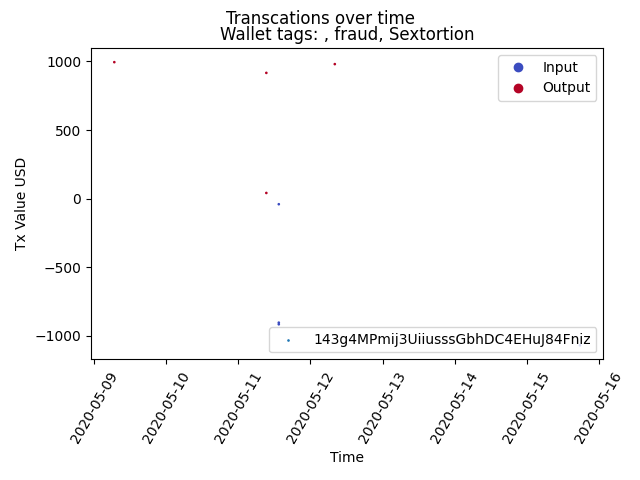 Transcations over time
Wallet tags: , fraud, Sextortion
Input
Output
1000
500
0
−500
−1000
Tx Value USD
143g4MPmij3UiiusssGbhDC4EHuJ84Fniz
2020-05-09
2020-05-10
2020-05-11
2020-05-12
2020-05-13
2020-05-14
2020-05-15
2020-05-16
Time